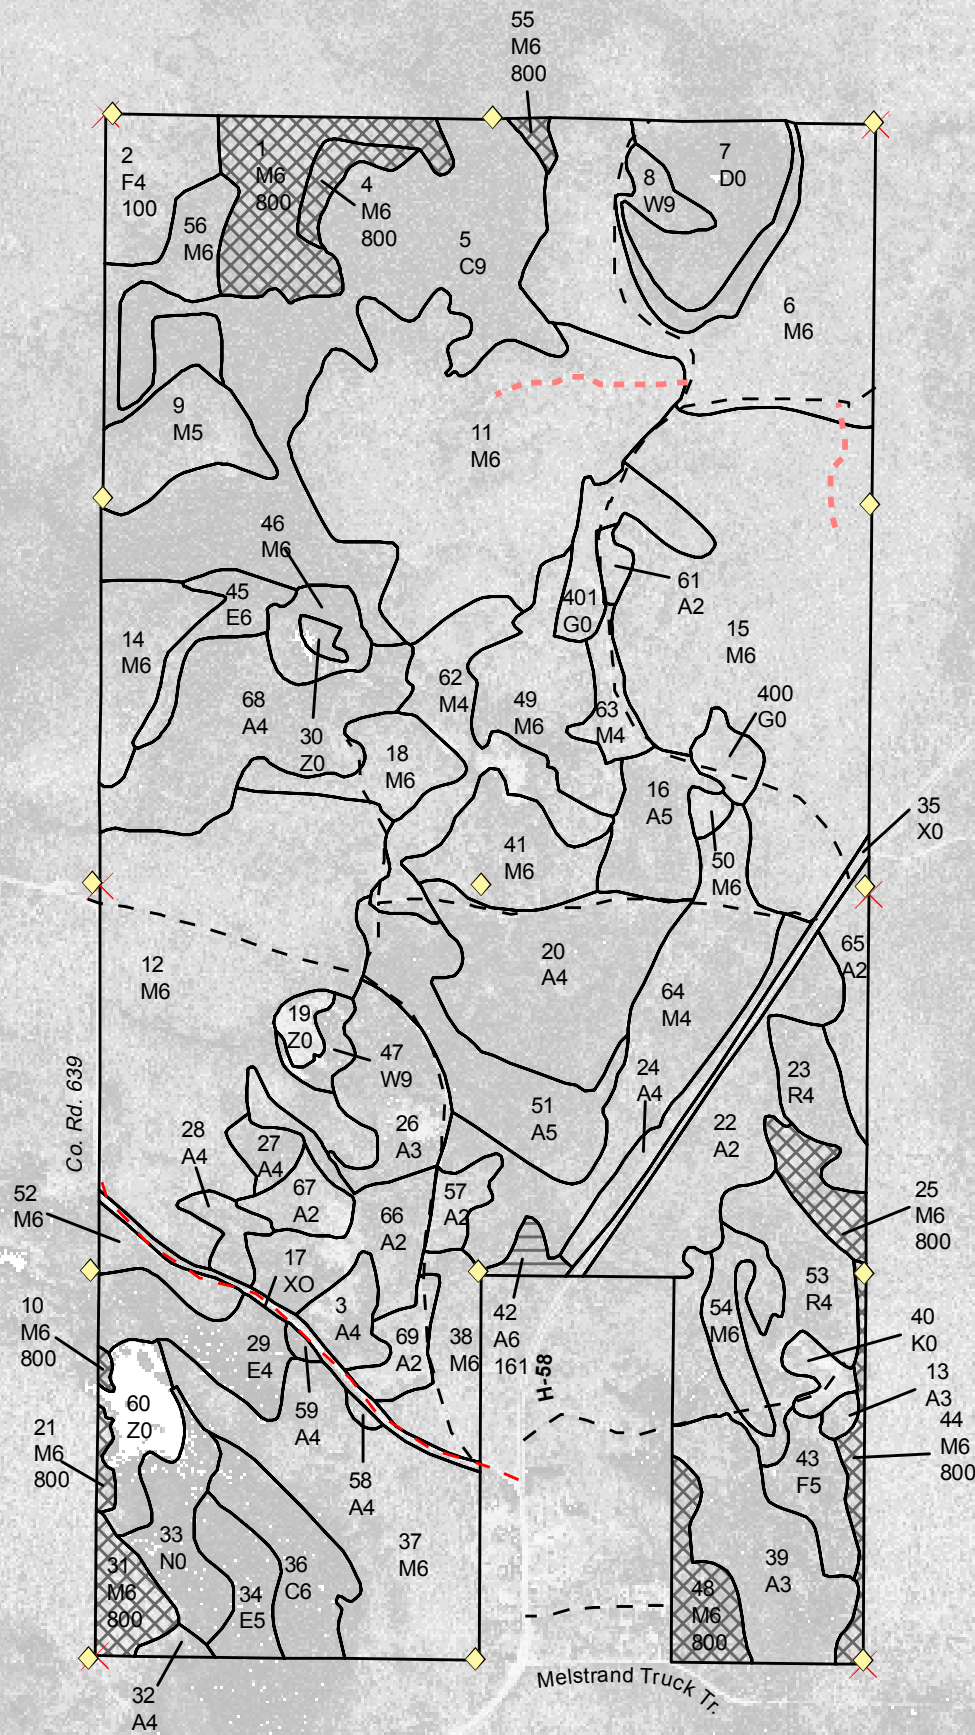 55
M6
800
2
F4
100
1
M6
800
4
M6
800
56
M6
5
C9
8
W9
7
D0
6
M6
9
M5
11
M6
46
M6
45
E6
14
M6
401
G0
61
A2
15
M6
68
A4
30
Z0
62
M4
49
M6
63
M4
400
G0
18
M6
16
A5
35
X0
41
M6
50
M6
12
M6
20
A4
65
A2
64
M4
19
Z0
47
W9
24
A4
23
R4
Co. Rd. 639
28
A4
27
A4
26
A3
51
A5
22
A2
52
M6
67
A2
66
A2
57
A2
25
M6
800
17
XO
10
M6
800
3
A4
69
A2
38
M6
42
A6
161
H-58
54
M6
53
R4
40
K0
29
E4
13
A3
60
Z0
59
A4
44
M6
800
21
M6
800
58
A4
43
F5
33
N0
37
M6
31
M6
800
34
E5
36
C6
39
A3
48
M6
800
32
A4
Melstrand Truck Tr.